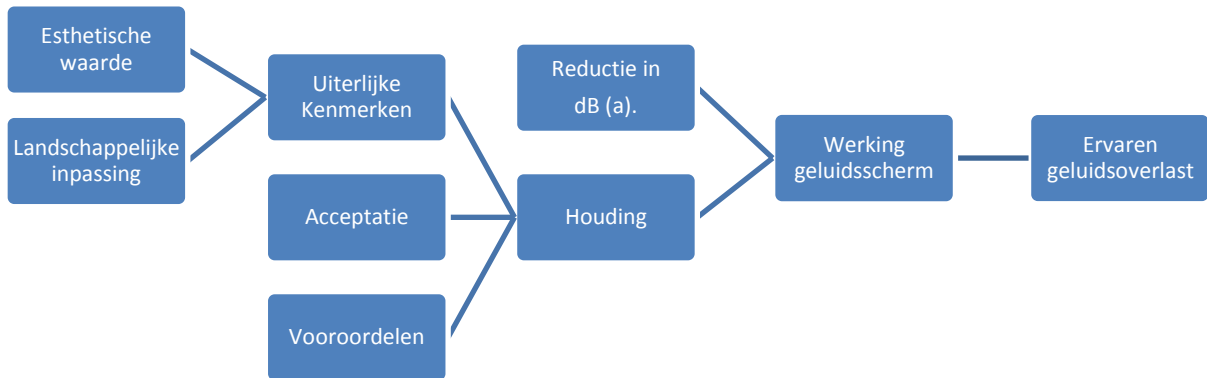 Esthetische
waarde
Landschappelijke
inpassing
Uiterlijke
Kenmerken
Acceptatie
Vooroordelen
Reductie in
dB (a).
Houding
Werking
geluidsscherm
Ervaren
geluidsoverlast